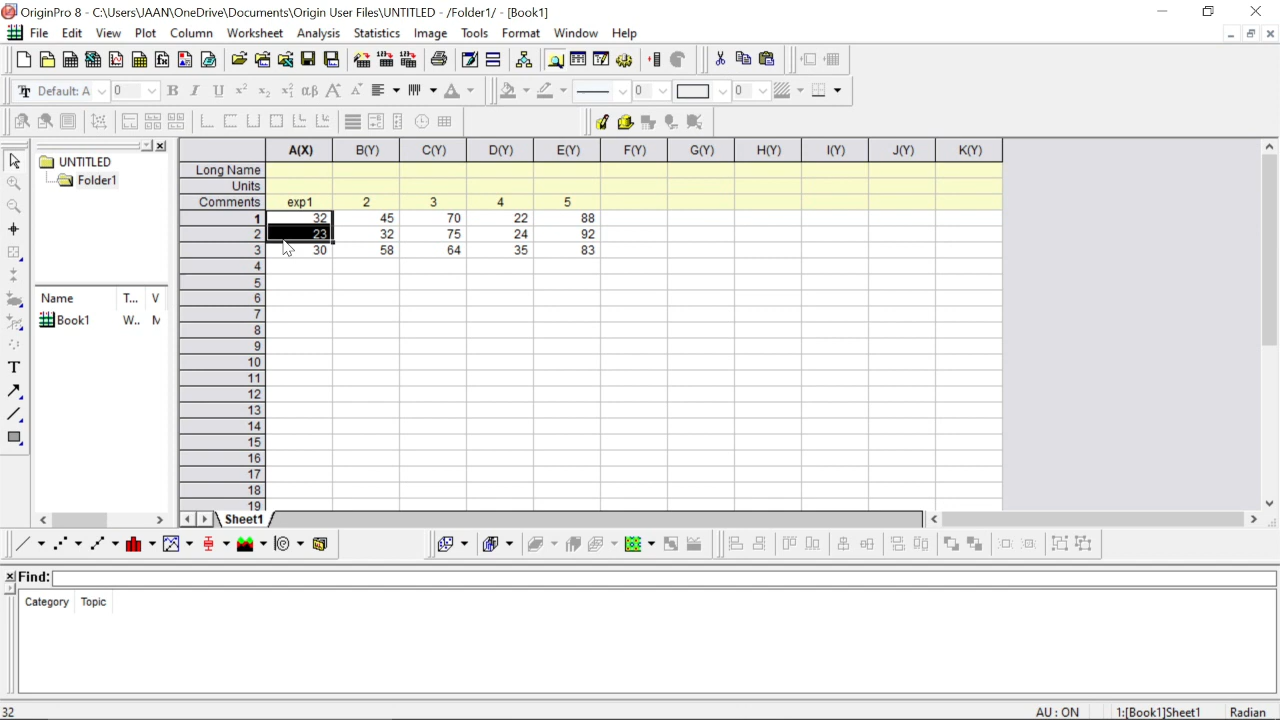 OriginPro 8 - C:\Users\JAAN\OneDrive\Documents\Origin User Files\UNTITLED - /Folder1/ - [Book1]
File Edit View Plot Column Worksheet Analysis Statistics Image Tools Format Window Help
Default: A 0 B I U x² x₂ αβ A A A 0 0
UNTITLED
Folder1
Name T... V
Book1 W.. M
A(X) B(Y) C(Y) D(Y) E(Y) F(Y) G(Y) H(Y) I(Y) J(Y) K(Y)
Long Name
Units
Comments exp1 2 3 4 5
1 32 45 70 22 88
2 23 32 75 24 92
3 30 58 64 35 83
4
5
6
7
8
9
10
11
12
13
14
15
16
17
18
19
T
Sheet1
Find:
Category Topic
32 AU : ON 1:[Book1]Sheet1 Radian